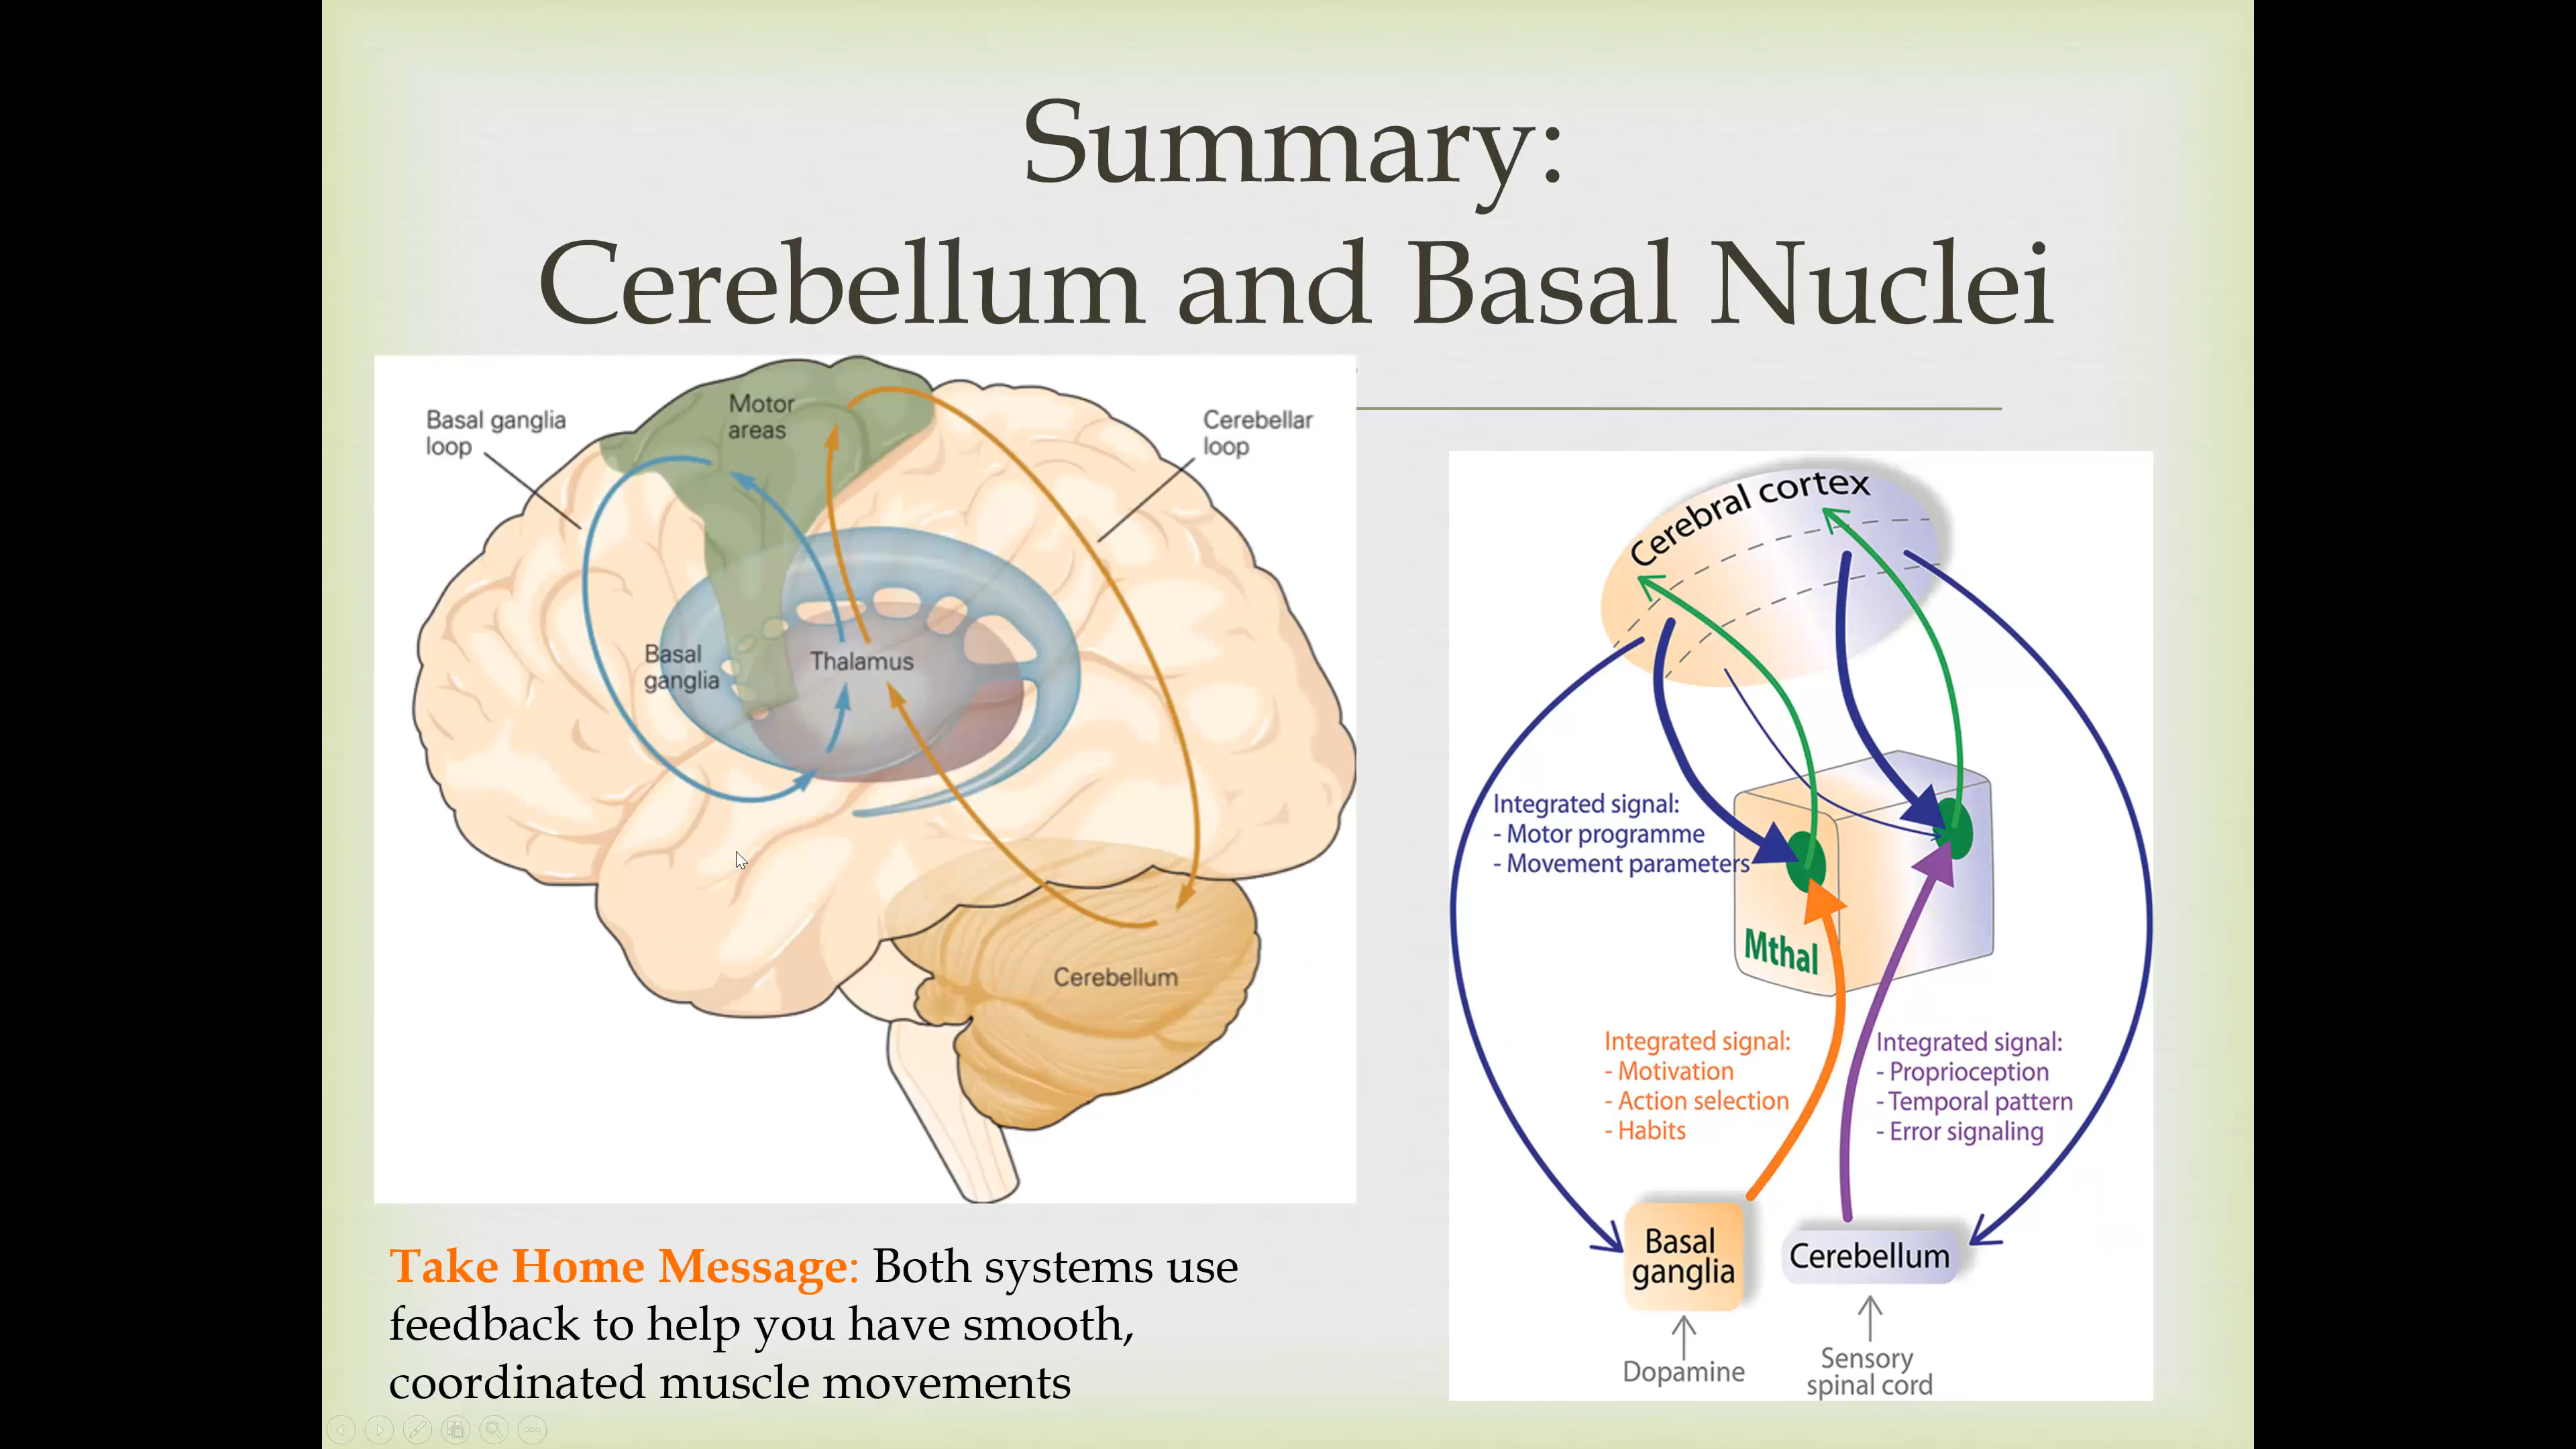 Summary:
Cerebellum and Basal Nuclei
Basal ganglia
loop
Motor
areas
Cerebellar
loop
Basal
ganglia
Thalamus
Cerebellum
Take Home Message: Both systems use
feedback to help you have smooth,
coordinated muscle movements
Cerebral cortex
Integrated signal:
- Motor programme
- Movement parameters
Mthal
Integrated signal:
- Motivation
- Action selection
- Habits
Integrated signal:
- Proprioception
- Temporal pattern
- Error signaling
Basal
ganglia
Cerebellum
Dopamine
Sensory
spinal cord